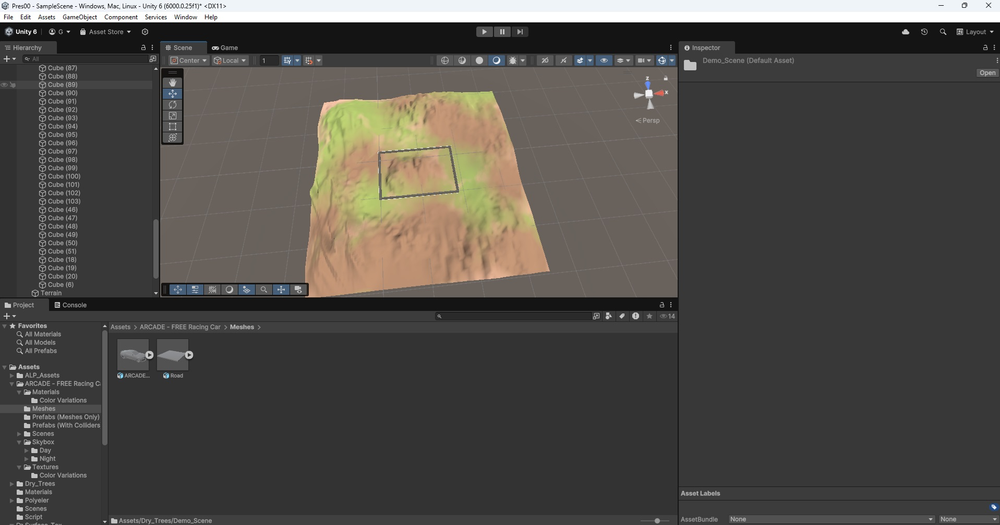 Pres00 - SampleScene - Windows, Mac, Linux - Unity 6 (6000.0.25f1)* <DX11>
File Edit Assets GameObject Component Services Window Help
Unity 6 G Asset Store Layout
Hierarchy
All
Cube (87)
Cube (88)
Cube (89)
Cube (90)
Cube (91)
Cube (92)
Cube (93)
Cube (94)
Cube (95)
Cube (96)
Cube (97)
Cube (98)
Cube (99)
Cube (100)
Cube (101)
Cube (102)
Cube (103)
Cube (46)
Cube (47)
Cube (48)
Cube (49)
Cube (50)
Cube (51)
Cube (18)
Cube (19)
Cube (20)
Cube (6)
Terrain
Scene Game
Center Local 1 2D
z
x
Persp
Inspector
Demo_Scene (Default Asset)
Open
Project Console
14
Favorites
All Materials
All Models
All Prefabs
Assets
ALP_Assets
ARCADE - FREE Racing C
Materials
Color Variations
Meshes
Prefabs (Meshes Only)
Prefabs (With Colliders
Scenes
Skybox
Day
Night
Textures
Color Variations
Dry_Trees
Materials
Polyeler
Scenes
Script
Assets > ARCADE - FREE Racing Car > Meshes >
ARCADE... Road
Assets/Dry_Trees/Demo_Scene
Asset Labels
AssetBundle None None